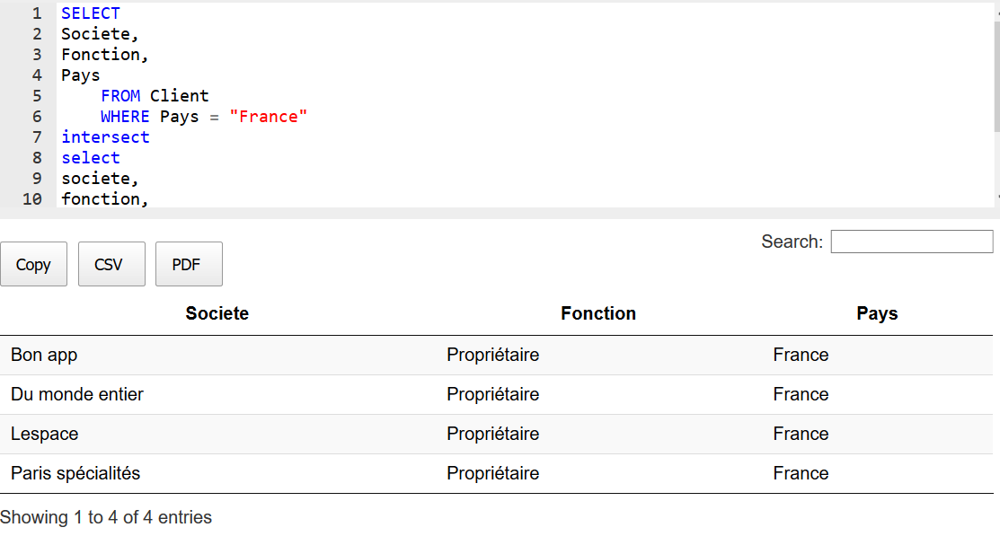 1 SELECT
2 Societe,
3 Fonction,
4 Pays
5 FROM Client
6 WHERE Pays = "France"
7 intersect
8 select
9 societe,
10 fonction,
Search:
Copy CSV PDF
Societe Fonction Pays
Bon app Propriétaire France
Du monde entier Propriétaire France
Lespace Propriétaire France
Paris spécialités Propriétaire France
Showing 1 to 4 of 4 entries